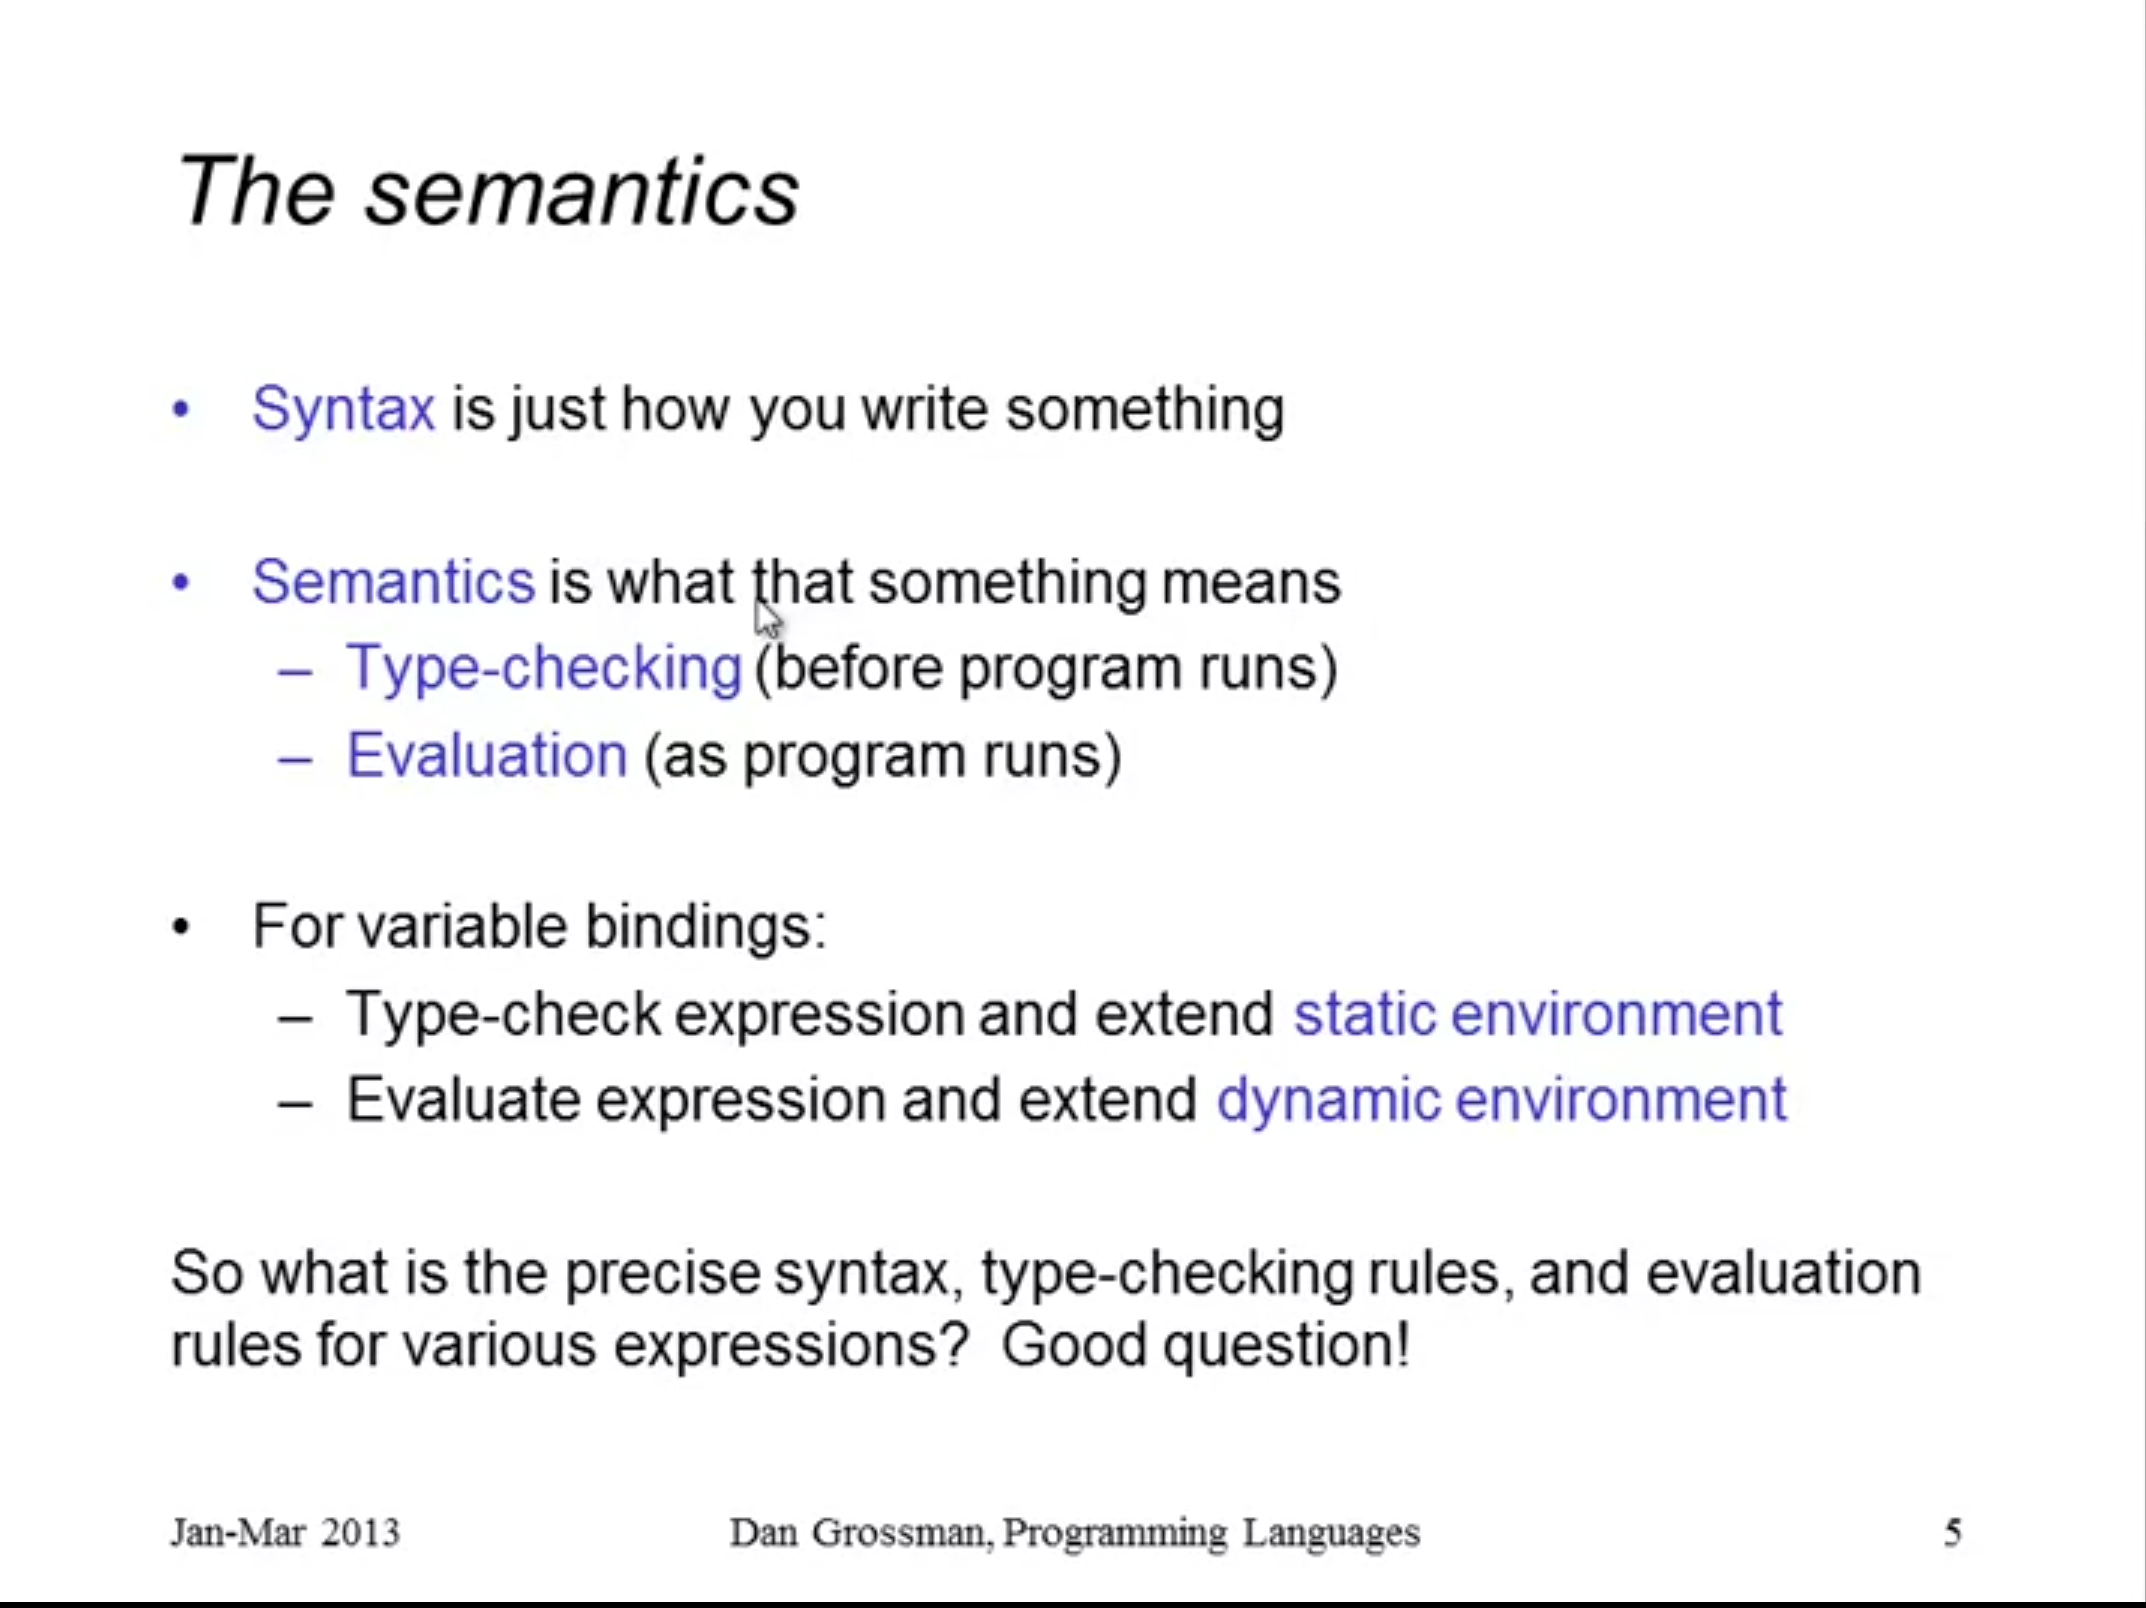 The semantics
• Syntax is just how you write something
• Semantics is what that something means
– Type-checking (before program runs)
– Evaluation (as program runs)
• For variable bindings:
– Type-check expression and extend static environment
– Evaluate expression and extend dynamic environment
So what is the precise syntax, type-checking rules, and evaluation
rules for various expressions? Good question!
Jan-Mar 2013 Dan Grossman, Programming Languages 5